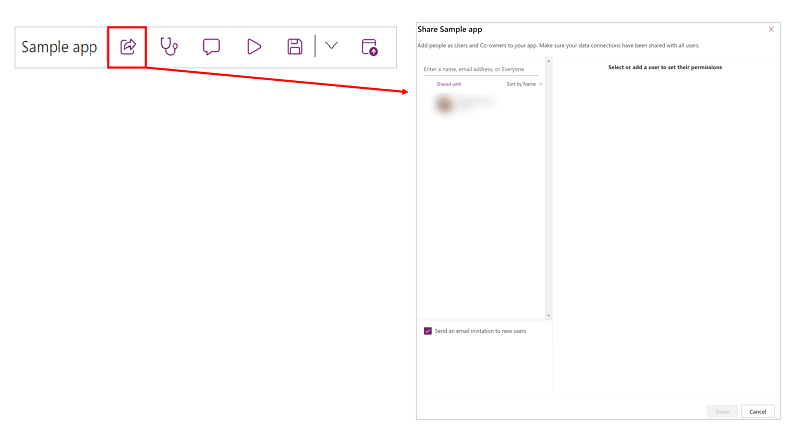 Sample app
Share Sample app
Add people as Users and Co-owners to your app. Make sure your data connections have been shared with all users.
Enter a name, email address, or Everyone
Select or add a user to set their permissions
Shared with
Sort by Name
Send an email invitation to new users
Share
Cancel